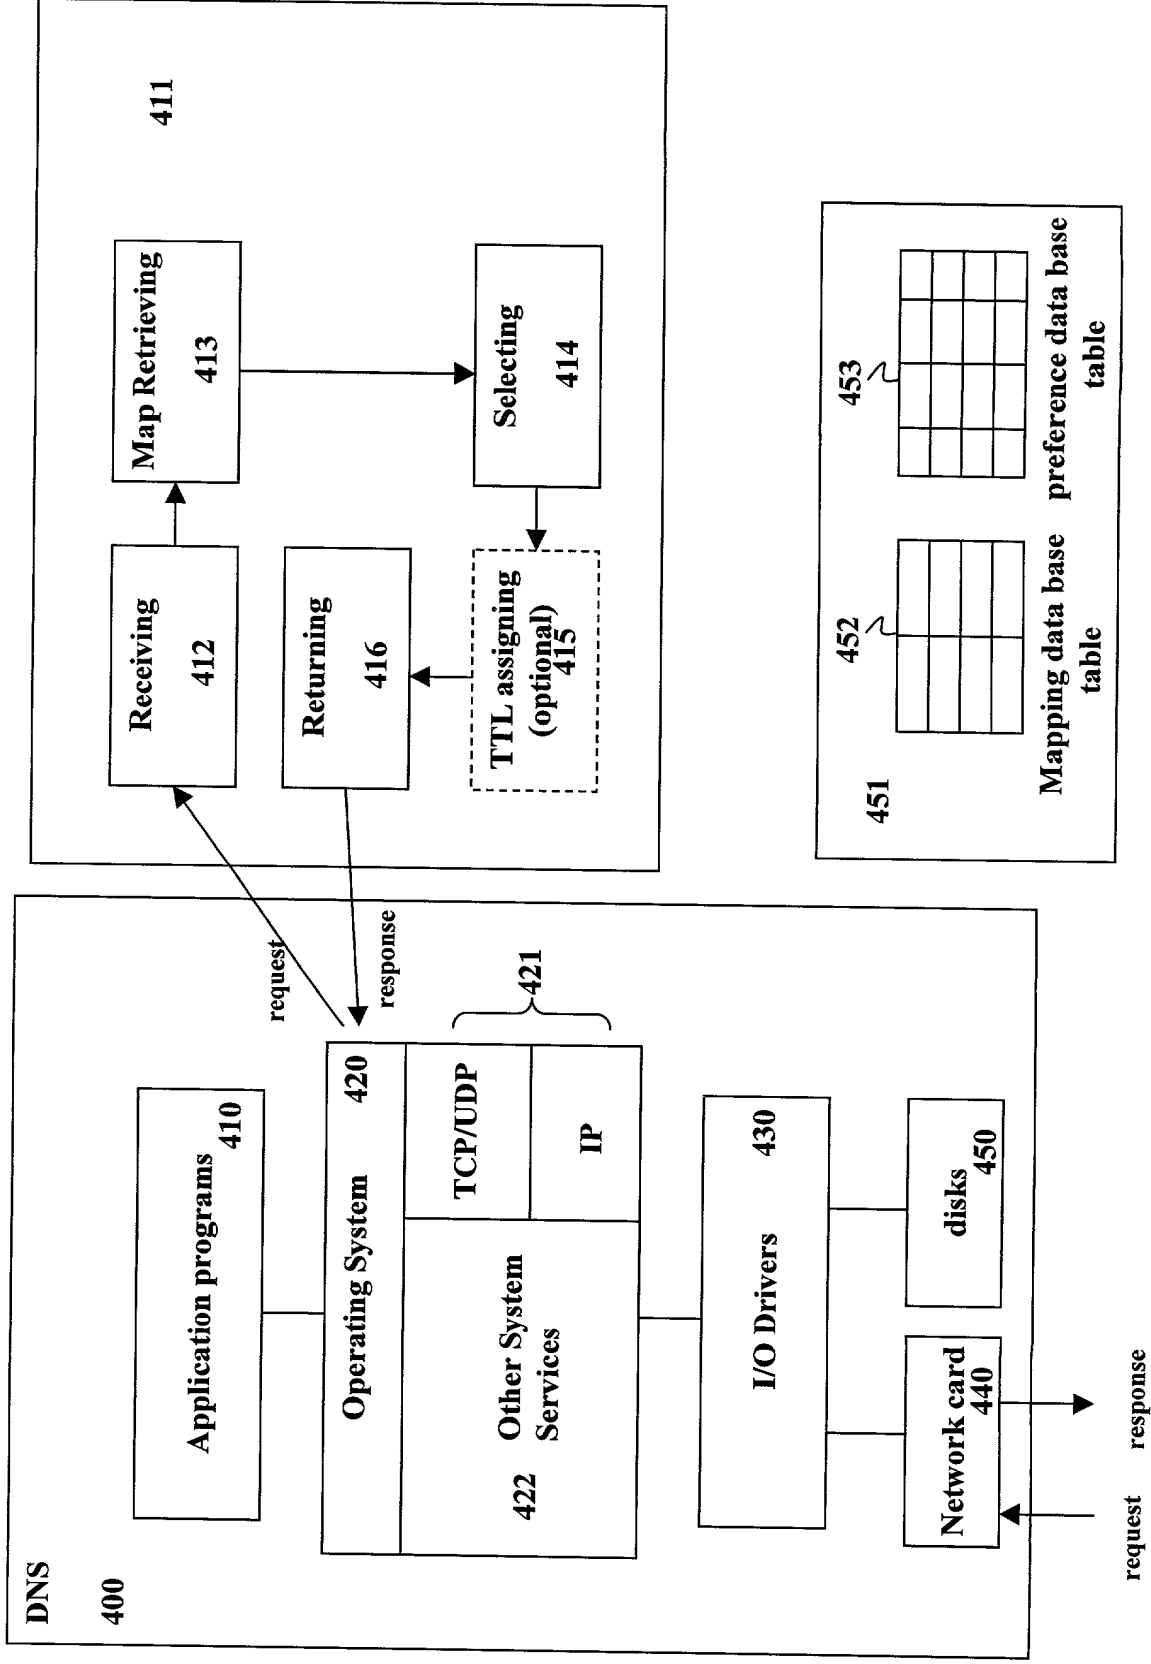 DNS
400
Application programs
410
Operating System
420
TCP/UDP
IP
421
Other System
Services
422
I/O Drivers
430
Network card
440
disks
450
request
response
request
response
411
Receiving
412
Map Retrieving
413
Returning
416
TTL assigning
(optional)
415
Selecting
414
451
452
453
Mapping data base
table
preference data base
table